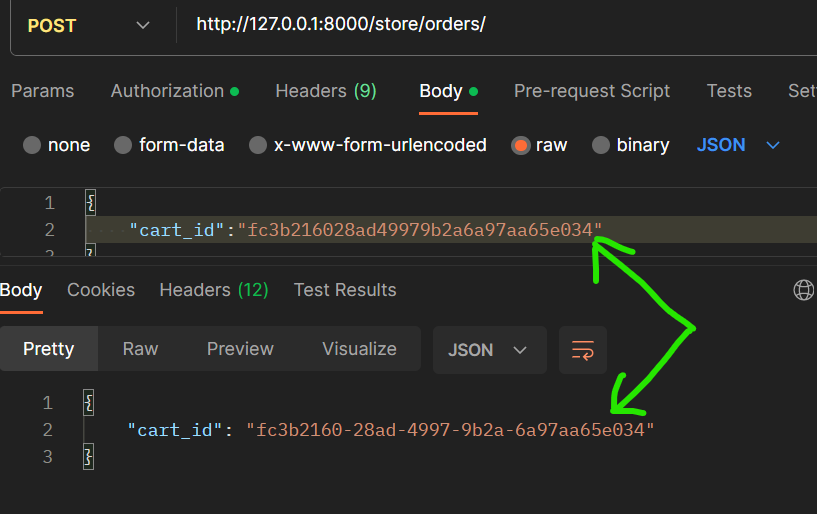 POST http://127.0.0.1:8000/store/orders/
Params Authorization Headers (9) Body Pre-request Script Tests Set
none form-data x-www-form-urlencoded raw binary JSON
1 {
2 "cart_id":"fc3b216028ad49979b2a6a97aa65e034"
3 }
Body Cookies Headers (12) Test Results
Pretty Raw Preview Visualize JSON
1 {
2 "cart_id": "fc3b2160-28ad-4997-9b2a-6a97aa65e034"
3 }